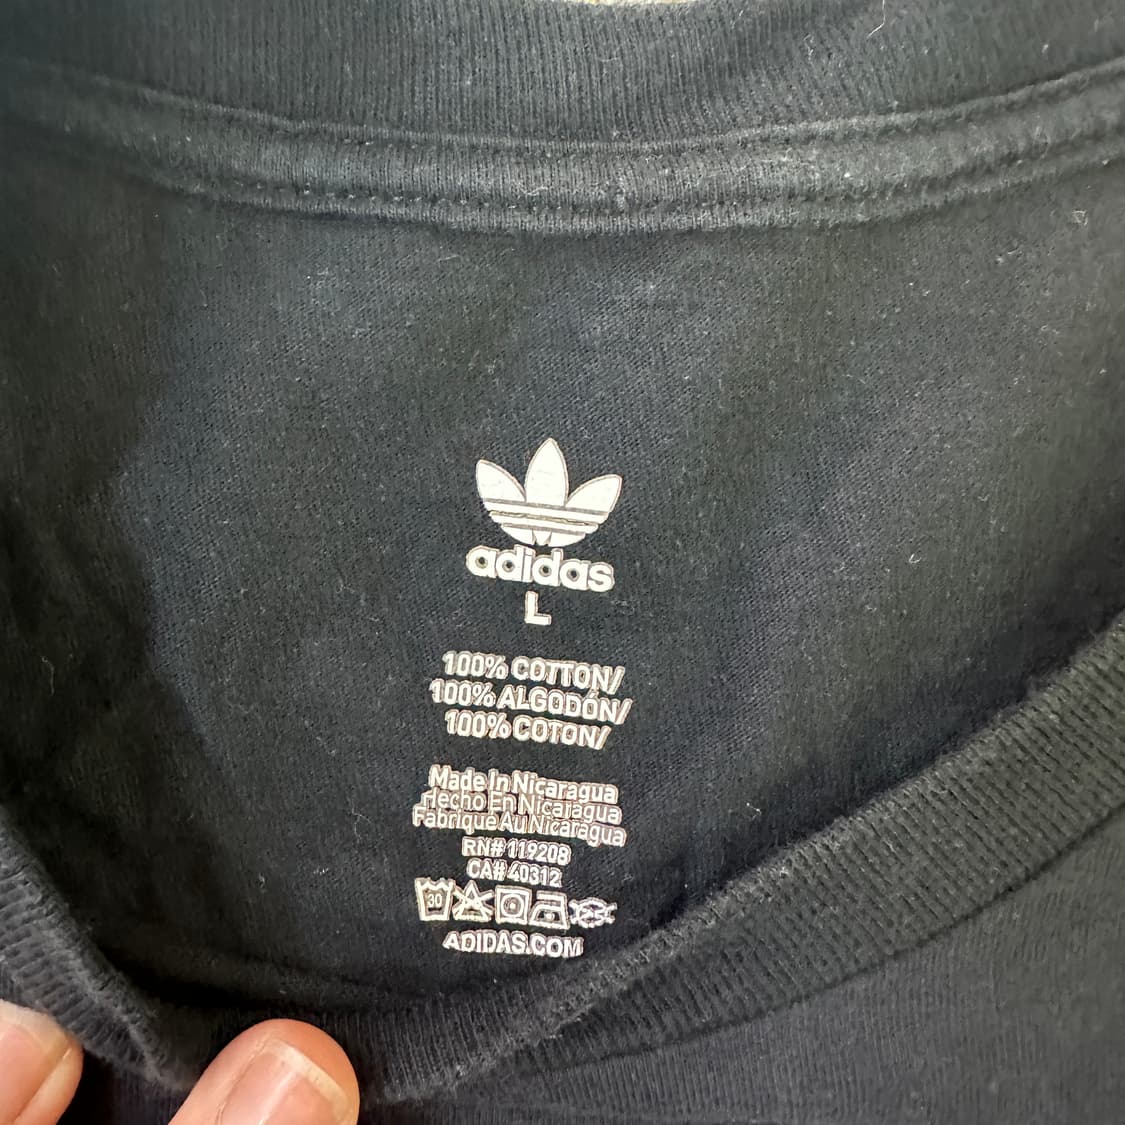 adidas
L
100% COTTON/
100% ALGODÓN/
100% COTON/
Made In Nicaragua
Hecho En Nicaragua
Fabriqué Au Nicaragua
RN# 119208
CA# 40312
30
ADIDAS.COM